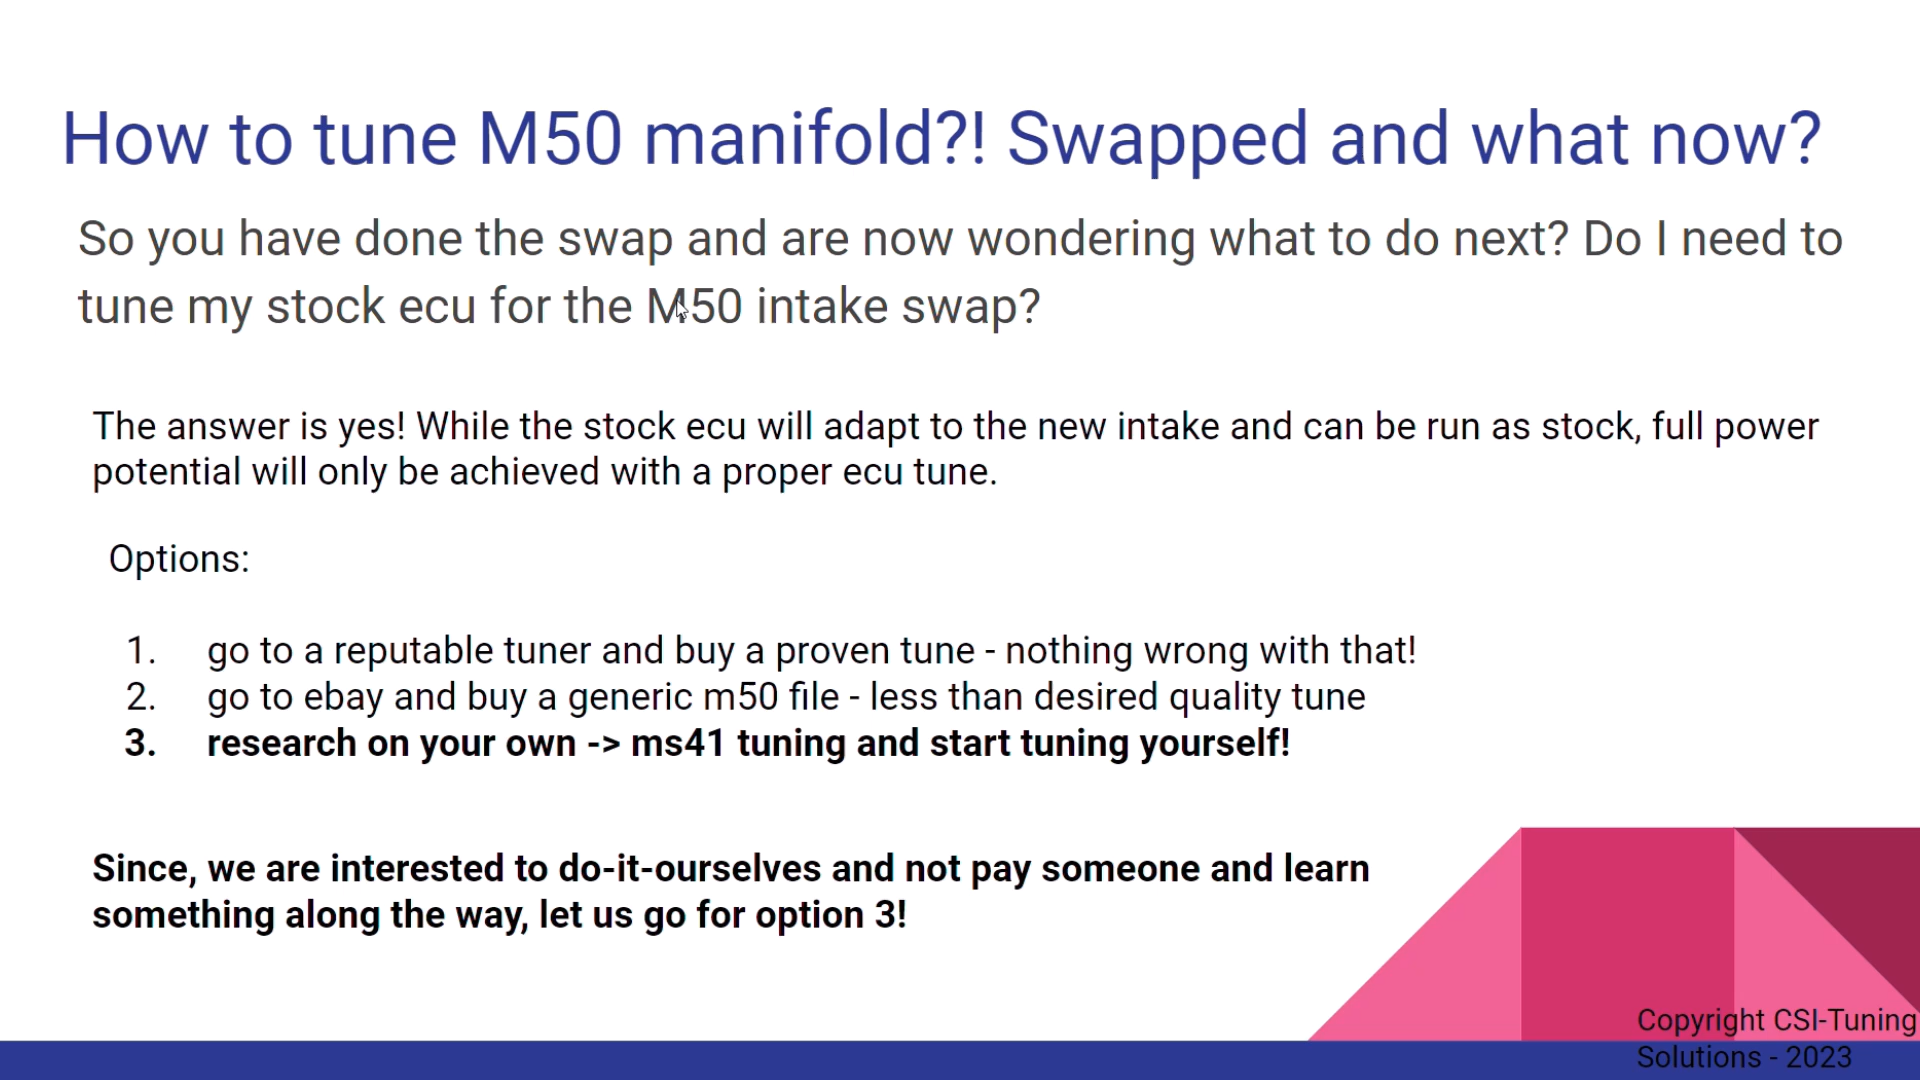 How to tune M50 manifold?! Swapped and what now?
So you have done the swap and are now wondering what to do next? Do I need to
tune my stock ecu for the M50 intake swap?
The answer is yes! While the stock ecu will adapt to the new intake and can be run as stock, full power
potential will only be achieved with a proper ecu tune.
Options:
1. go to a reputable tuner and buy a proven tune - nothing wrong with that!
2. go to ebay and buy a generic m50 file - less than desired quality tune
3. research on your own -> ms41 tuning and start tuning yourself!
Since, we are interested to do-it-ourselves and not pay someone and learn
something along the way, let us go for option 3!
Copyright CSI-Tuning
Solutions - 2023